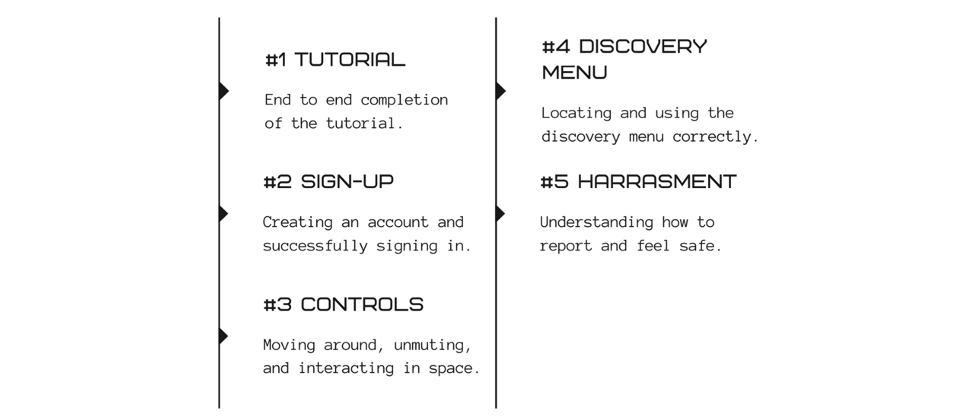 #1 TUTORIAL
End to end completion
of the tutorial.
#2 SIGN-UP
Creating an account and
successfully signing in.
#3 CONTROLS
Moving around, unmuting,
and interacting in space.
#4 DISCOVERY
MENU
Locating and using the
discovery menu correctly.
#5 HARRASMENT
Understanding how to
report and feel safe.